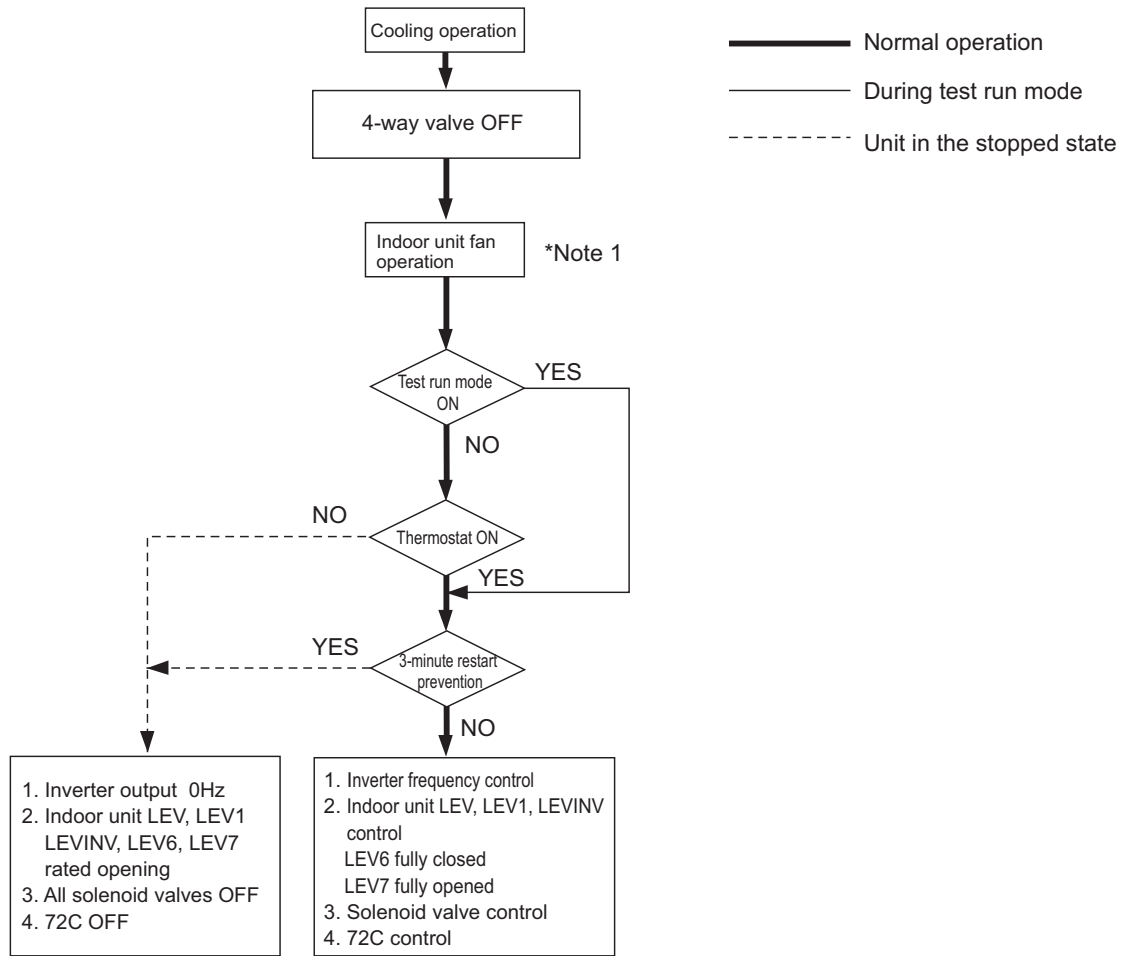 Cooling operation
Normal operation
During test run mode
Unit in the stopped state
4-way valve OFF
Indoor unit fan
operation
*Note 1
Test run mode
ON
YES
NO
NO
Thermostat ON
YES
YES
3-minute restart
prevention
NO
1. Inverter output 0Hz
2. Indoor unit LEV, LEV1
LEVINV, LEV6, LEV7
rated opening
3. All solenoid valves OFF
4. 72C OFF
1. Inverter frequency control
2. Indoor unit LEV, LEV1, LEVINV
control
LEV6 fully closed
LEV7 fully opened
3. Solenoid valve control
4. 72C control